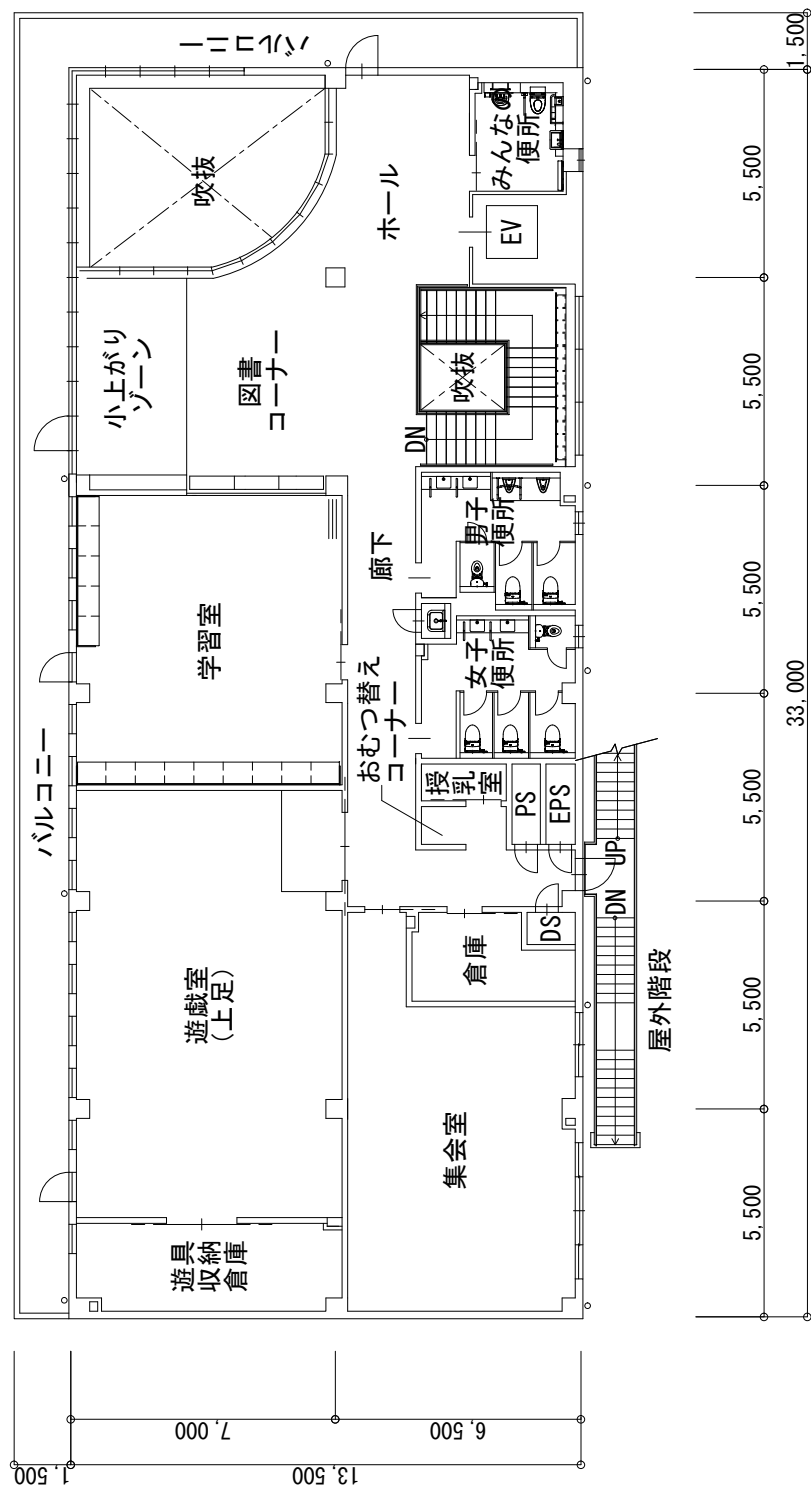 バルコニー
バルコニー
遊具
収納
倉庫
遊戯室
(上足)
学習室
小上がり
ゾーン
吹抜
図書
コーナー
ホール
集会室
倉庫
DS
おむつ替え
コーナー
授
乳
室
PS
EPS
廊下
女子
便所
男子
便所
DN
吹抜
EV
みんな
便所
DN
UP
屋外階段
1,500
7,000
6,500
13,500
5,500
5,500
5,500
5,500
5,500
5,500
33,000
1,500